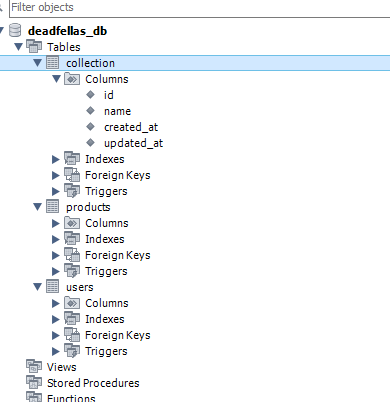 Filter objects
deadfellas_db
Tables
collection
Columns
id
name
created_at
updated_at
Indexes
Foreign Keys
Triggers
products
Columns
Indexes
Foreign Keys
Triggers
users
Columns
Indexes
Foreign Keys
Triggers
Views
Stored Procedures
Functions